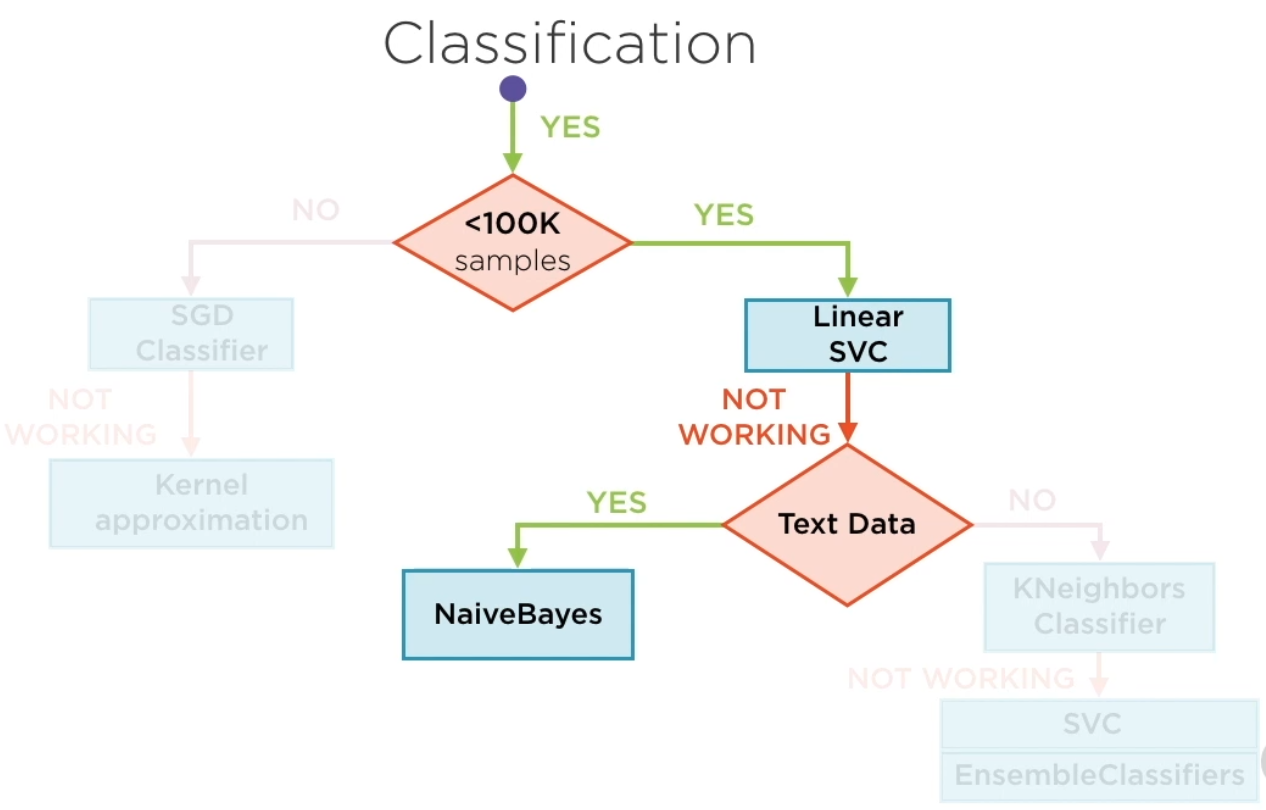 Classification
YES
NO
YES
<100K
samples
SGD
Classifier
Linear
SVC
NOT
WORKING
NOT
WORKING
Kernel
approximation
YES
Text Data
NO
NaiveBayes
KNeighbors
Classifier
NOT WORKING
SVC
EnsembleClassifiers